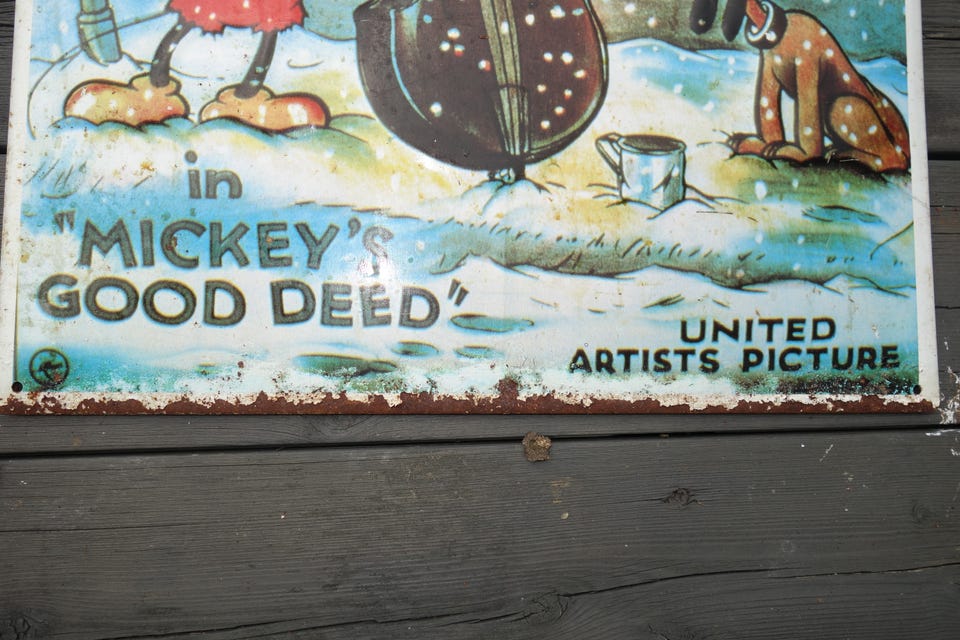 in
"MICKEY'S
GOOD DEED"
UNITED
ARTISTS PICTURE